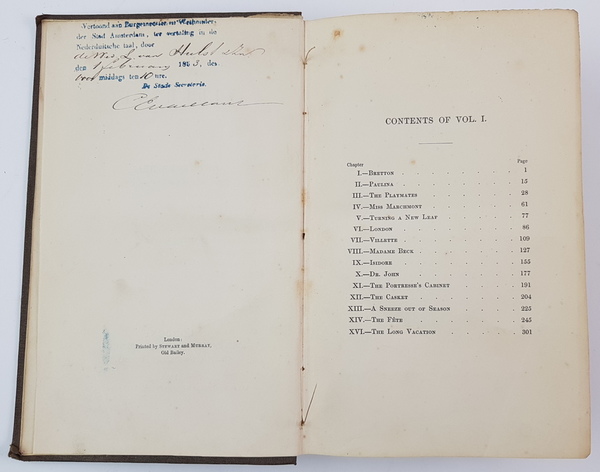 Vertoond aan Burgemeester en Wethouders
der Stad Amsterdam, ter vertaling in de
Nederduitsche taal, door
van Hulst
den 1 february 1853, des
voor middags ten 10 ure.
De Stads Secretaris.
London:
Printed by STEWART and MURRAY,
Old Bailey.
CONTENTS OF VOL. I.
Chapter Page
I.—BRETTON . . . . . . . 1
II.—PAULINA . . . . . . . 15
III.—THE PLAYMATES . . . . . . 28
IV.—MISS MARCHMONT . . . . . . 61
V.—TURNING A NEW LEAF . . . . . 77
VI.—LONDON . . . . . . . 86
VII.—VILLETTE . . . . . . . 109
VIII.—MADAME BECK . . . . . . 127
IX.—ISIDORE . . . . . . . 155
X.—DR. JOHN . . . . . . . 177
XI.—THE PORTRESSE'S CABINET . . . . 191
XII.—THE CASKET . . . . . . 204
XIII.—A SNEEZE OUT OF SEASON . . . . 225
XIV.—THE FÊTE . . . . . . . 245
XVI.—THE LONG VACATION . . . . . 301